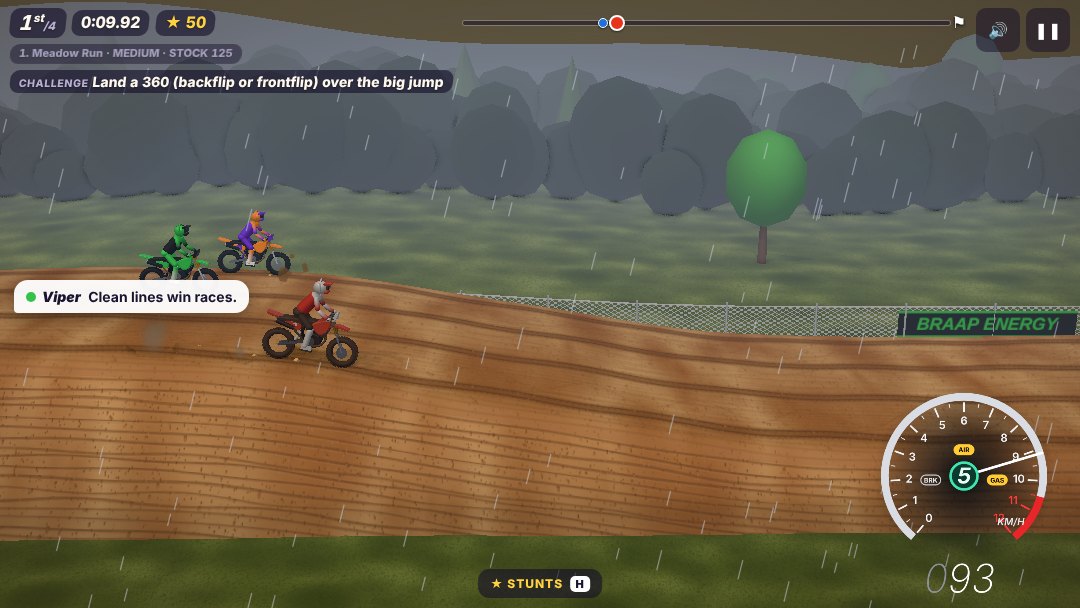 1st/4 0:09.92 ★ 50
1. Meadow Run · MEDIUM · STOCK 125
CHALLENGE Land a 360 (backflip or frontflip) over the big jump
Viper Clean lines win races.
BRAAP ENERGY
0 1 2 3 4 5 6 7 8 9 10 11 12
AIR
BRK 5 GAS
KM/H
093
★ STUNTS H